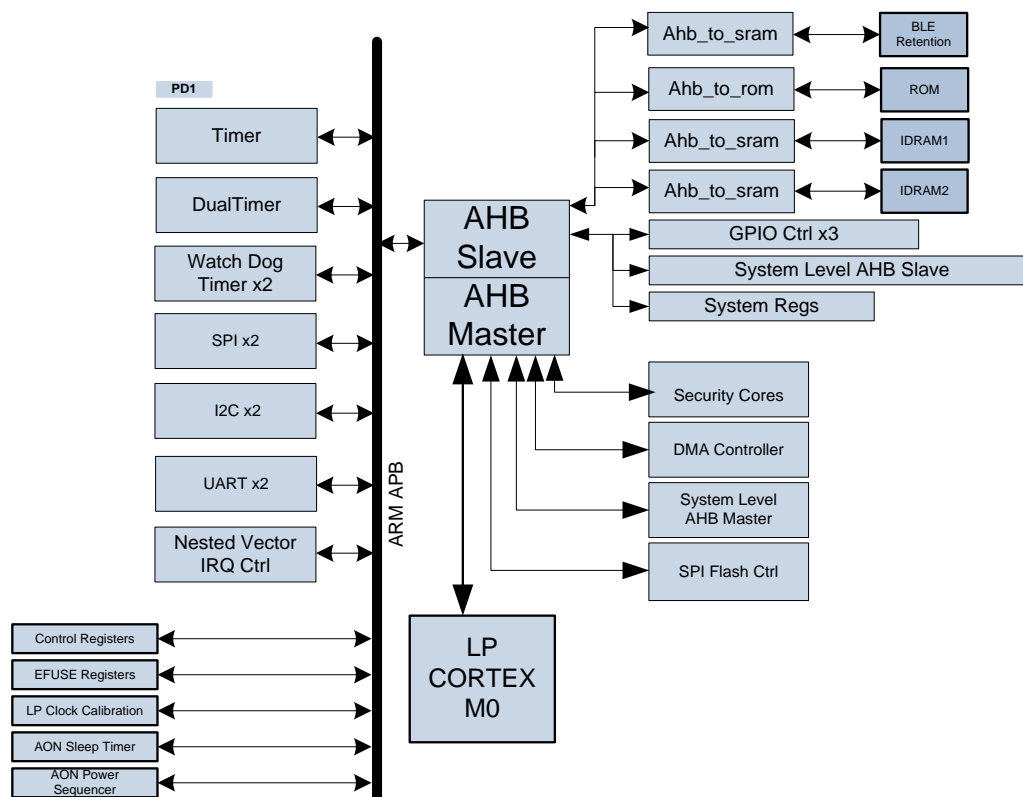 PD1
Timer
DualTimer
Watch Dog
Timer x2
SPI x2
I2C x2
UART x2
Nested Vector
IRQ Ctrl
Control Registers
EFUSE Registers
LP Clock Calibration
AON Sleep Timer
AON Power
Sequencer
ARM APB
AHB
Slave
AHB
Master
LP
CORTEX
M0
Ahb_to_sram
BLE
Retention
Ahb_to_rom
ROM
Ahb_to_sram
IDRAM1
Ahb_to_sram
IDRAM2
GPIO Ctrl x3
System Level AHB Slave
System Regs
Security Cores
DMA Controller
System Level
AHB Master
SPI Flash Ctrl